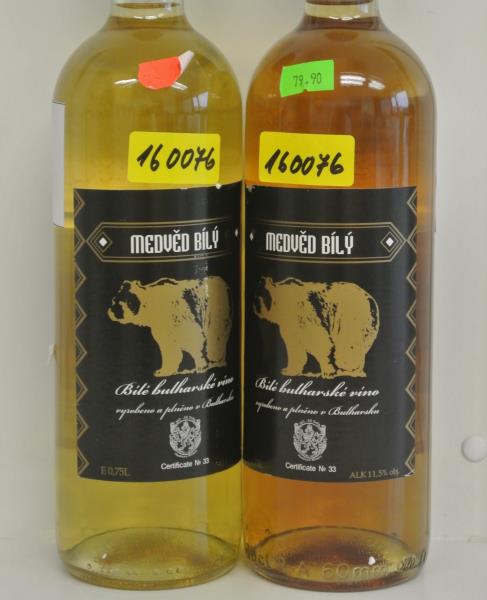 160076
MEDVĚD BÍLÝ
Bílé bulharské víno
vyrobeno a plněno v Bulharsku
Certificate № 33
E 0,75L
79.90
160076
MEDVĚD BÍLÝ
Bílé bulharské víno
vyrobeno a plněno v Bulharsku
Certificate № 33
ALK 11,5% obj.
60mm